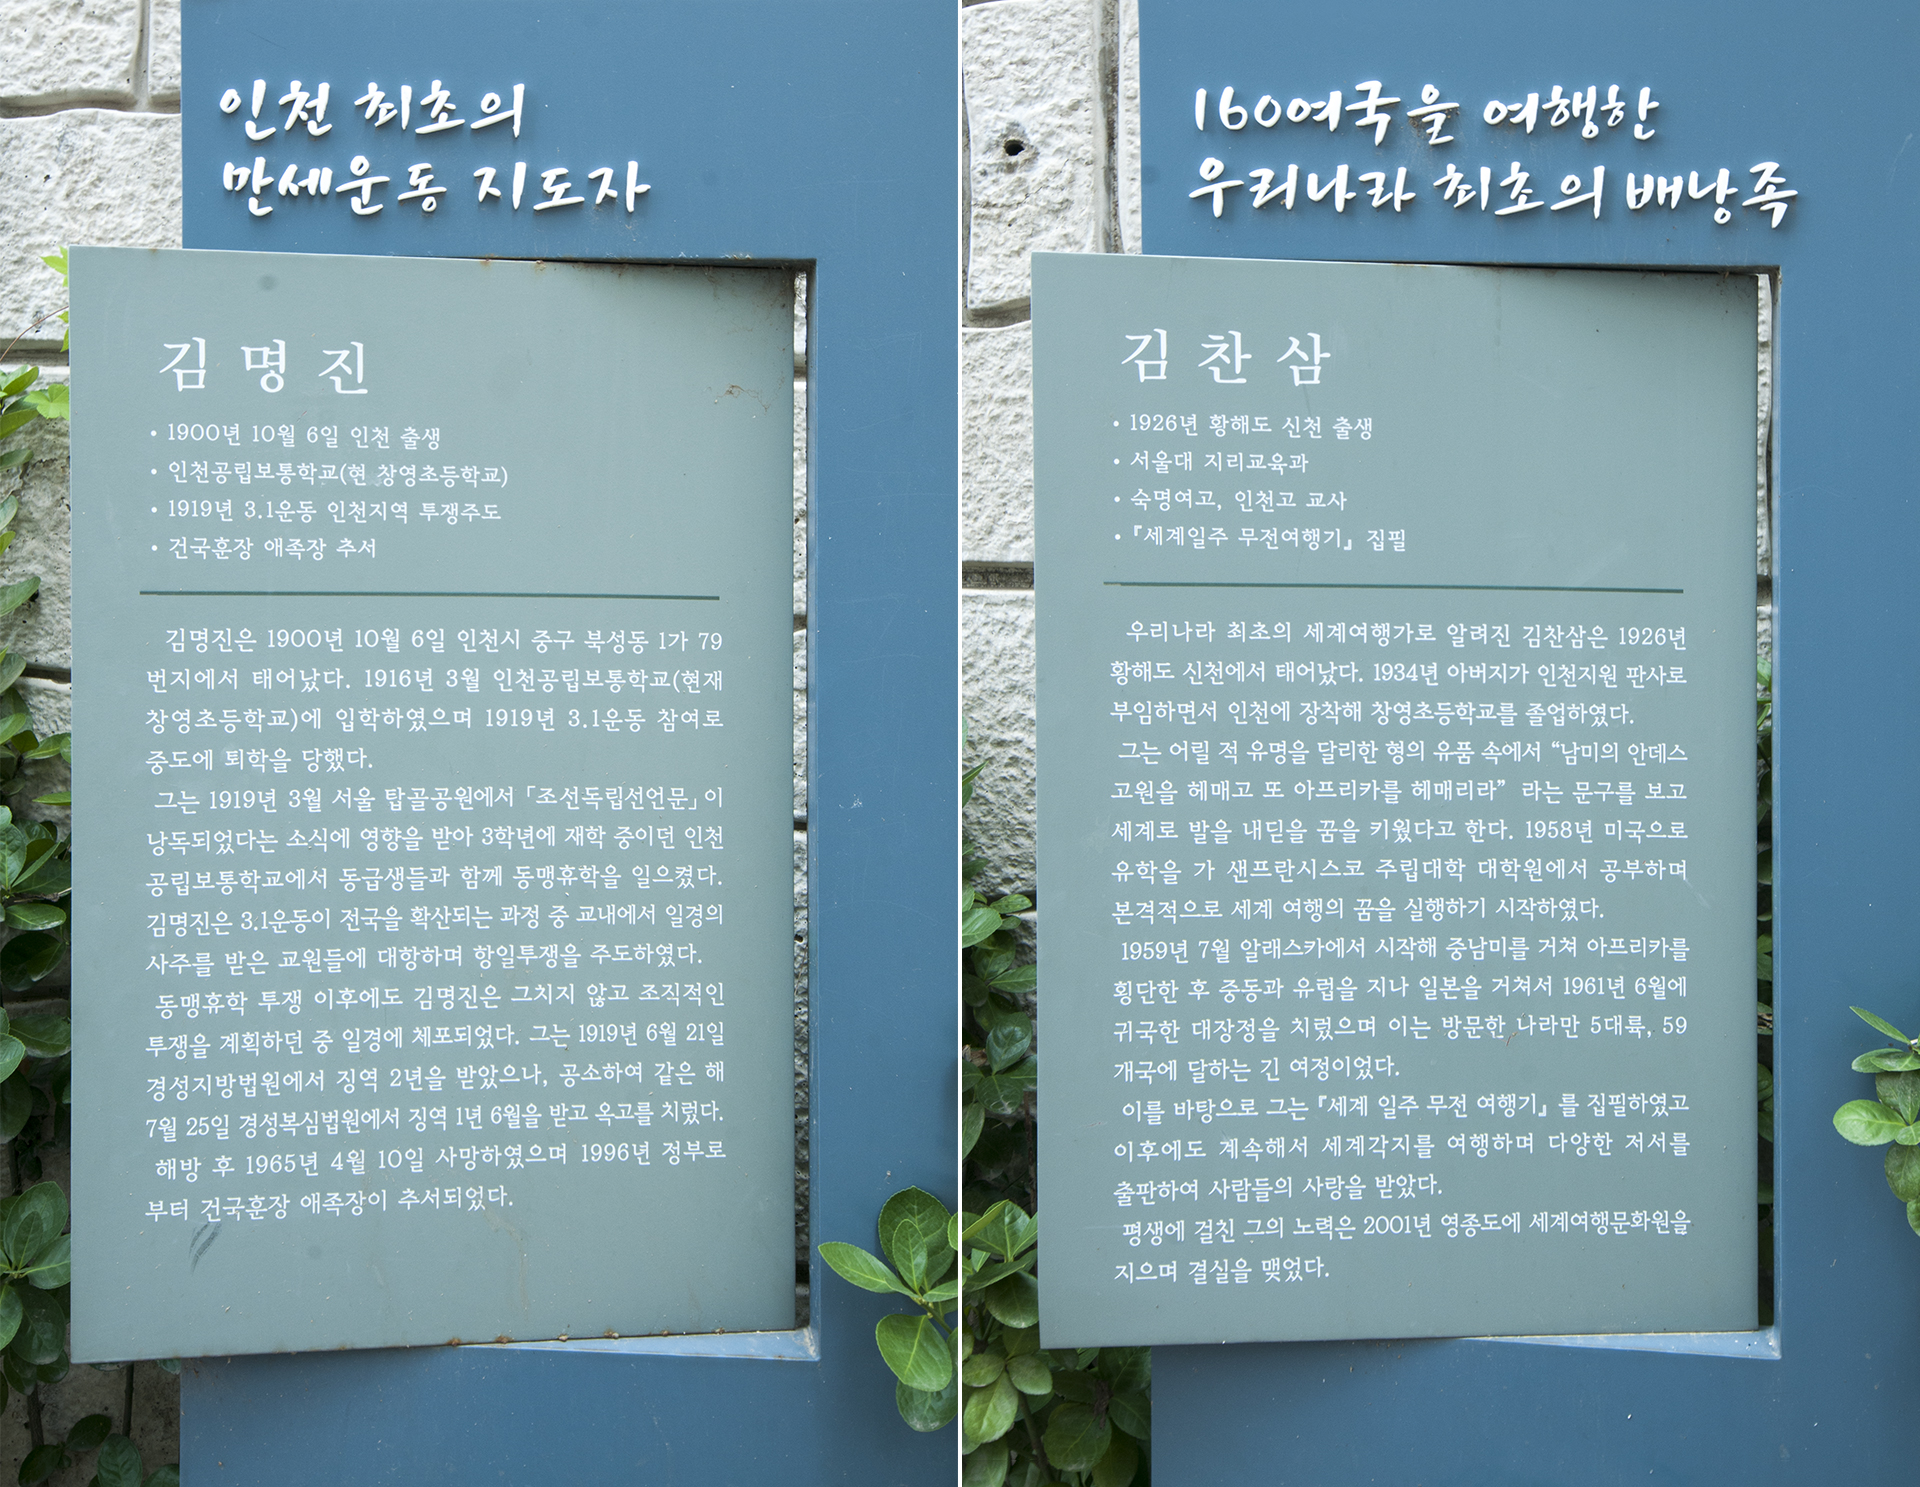 인천 최초의
만세운동 지도자
김명진
• 1900년 10월 6일 인천 출생
• 인천공립보통학교(현 창영초등학교)
• 1919년 3.1운동 인천지역 투쟁주도
• 건국훈장 애족장 추서
김명진은 1900년 10월 6일 인천시 중구 북성동 1가 79
번지에서 태어났다. 1916년 3월 인천공립보통학교(현재
창영초등학교)에 입학하였으며 1919년 3.1운동 참여로
중도에 퇴학을 당했다.
그는 1919년 3월 서울 탑골공원에서 「조선독립선언문」이
낭독되었다는 소식에 영향을 받아 3학년에 재학 중이던 인천
공립보통학교에서 동급생들과 함께 동맹휴학을 일으켰다.
김명진은 3.1운동이 전국을 확산되는 과정 중 교내에서 일경의
사주를 받은 교원들에 대항하며 항일투쟁을 주도하였다.
동맹휴학 투쟁 이후에도 김명진은 그치지 않고 조직적인
투쟁을 계획하던 중 일경에 체포되었다. 그는 1919년 6월 21일
경성지방법원에서 징역 2년을 받았으나, 공소하여 같은 해
7월 25일 경성복심법원에서 징역 1년 6월을 받고 옥고를 치렀다.
해방 후 1965년 4월 10일 사망하였으며 1996년 정부로
부터 건국훈장 애족장이 추서되었다.
160여국을 여행한
우리나라 최초의 배낭족
김찬삼
• 1926년 황해도 신천 출생
• 서울대 지리교육과
• 숙명여고, 인천고 교사
• 『세계일주 무전여행기』 집필
우리나라 최초의 세계여행가로 알려진 김찬삼은 1926년
황해도 신천에서 태어났다. 1934년 아버지가 인천지원 판사로
부임하면서 인천에 장착해 창영초등학교를 졸업하였다.
그는 어릴 적 유명을 달리한 형의 유품 속에서 “남미의 안데스
고원을 헤매고 또 아프리카를 헤매리라” 라는 문구를 보고
세계로 발을 내딛을 꿈을 키웠다고 한다. 1958년 미국으로
유학을 가 샌프란시스코 주립대학 대학원에서 공부하며
본격적으로 세계 여행의 꿈을 실행하기 시작하였다.
1959년 7월 알래스카에서 시작해 중남미를 거쳐 아프리카를
횡단한 후 중동과 유럽을 지나 일본을 거쳐서 1961년 6월에
귀국한 대장정을 치렀으며 이는 방문한 나라만 5대륙, 59
개국에 달하는 긴 여정이었다.
이를 바탕으로 그는 『세계 일주 무전 여행기』 를 집필하였고
이후에도 계속해서 세계각지를 여행하며 다양한 저서를
출판하여 사람들의 사랑을 받았다.
평생에 걸친 그의 노력은 2001년 영종도에 세계여행문화원을
지으며 결실을 맺었다.